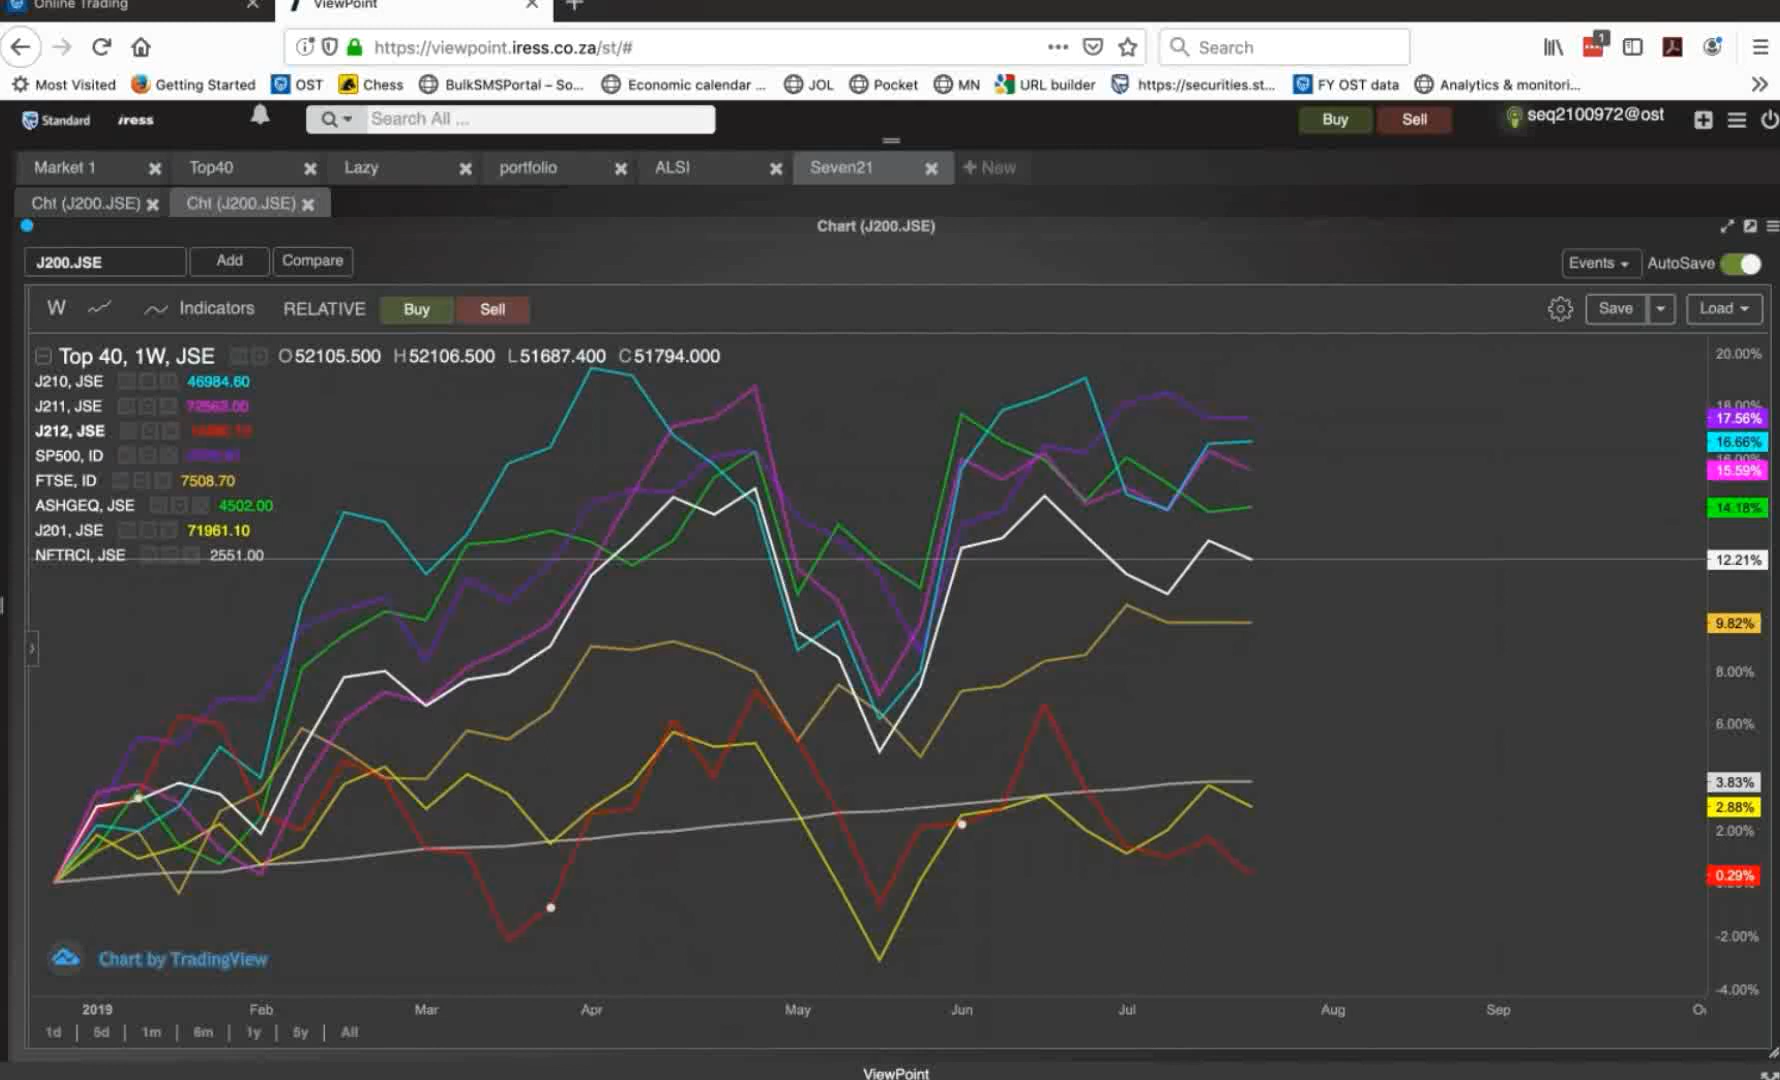 Online Trading
ViewPoint
https://viewpoint.iress.co.za/st/#
Search
1
Most Visited Getting Started OST Chess BulkSMSPortal – So... Economic calendar ... JOL Pocket MN URL builder https://securities.st... FY OST data Analytics & monitori...
Standard iress Search All ... Buy Sell seq2100972@ost
Market 1 Top40 Lazy portfolio ALSI Seven21 + New
Cht (J200.JSE) Cht (J200.JSE)
Chart (J200.JSE)
J200.JSE Add Compare Events AutoSave
W Indicators RELATIVE Buy Sell Save Load
Top 40, 1W, JSE O52105.500 H52106.500 L51687.400 C51794.000
J210, JSE 46984.60
J211, JSE
J212, JSE
SP500, ID
FTSE, ID 7508.70
ASHGEQ, JSE 4502.00
J201, JSE 71961.10
NFTRCI, JSE 2551.00
20.00%
18.00%
17.56%
16.66%
16.00%
15.59%
14.18%
12.21%
9.82%
8.00%
6.00%
3.83%
2.88%
2.00%
0.29%
-2.00%
-4.00%
Chart by TradingView
2019 Feb Mar Apr May Jun Jul Aug Sep
1d | 5d | 1m | 6m | 1y | 5y | All
ViewPoint